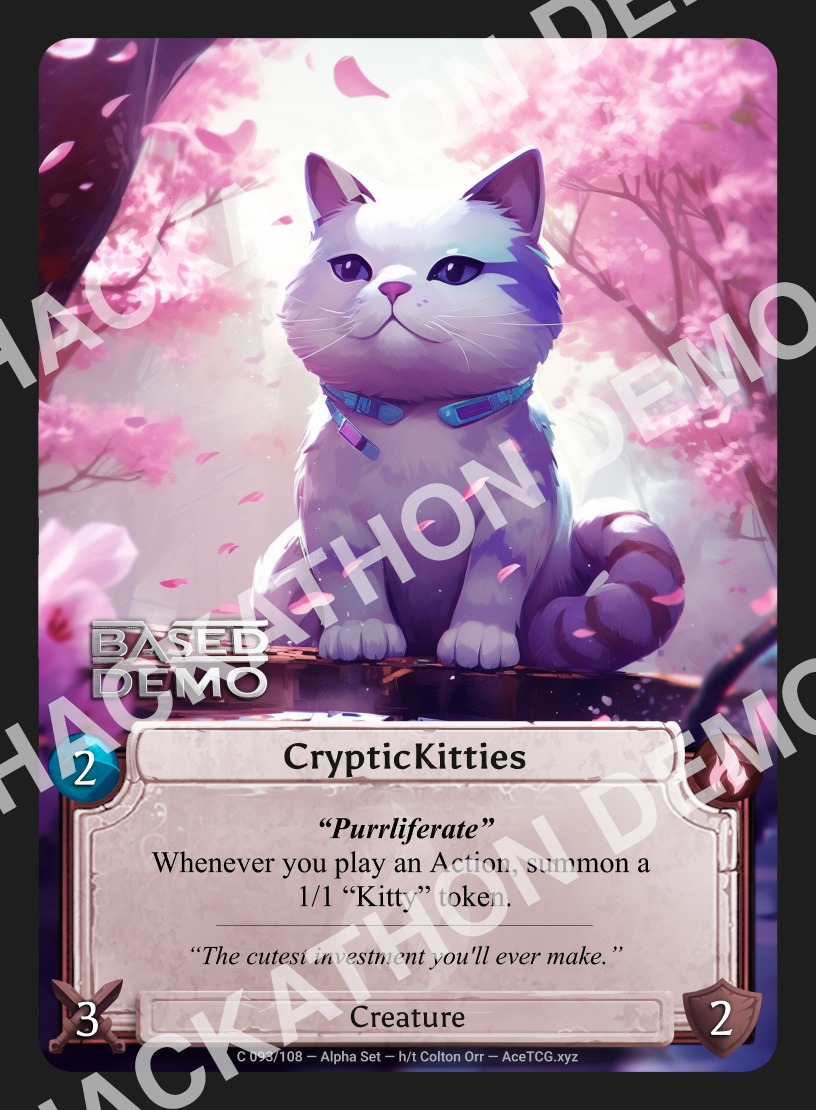 HACKATHON DEMO
HACKATHON DEMO
HACKATHON DEMO
BASED
DEMO
2
CrypticKitties
“Purrliferate”
Whenever you play an Action, summon a
1/1 “Kitty” token.
“The cutest investment you'll ever make.”
3
Creature
2
C 093/108 — Alpha Set — h/t Colton Orr — AceTCG.xyz